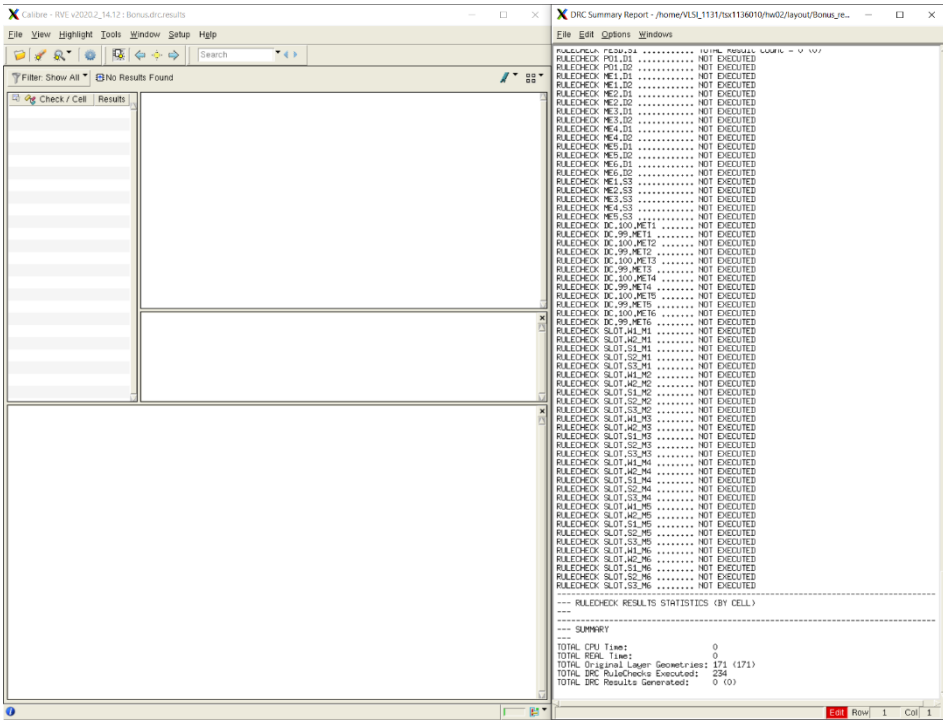 Calibre - RVE v2020.2_14.12 : Bonus.drc.results
File View Highlight Tools Window Setup Help
Search
Filter: Show All No Results Found
Check / Cell Results
DRC Summary Report - /home/VLSI_1131/tsx1136010/hw02/layout/Bonus_re...
File Edit Options Windows
RULECHECK PESD.S1 ........... TOTAL Result Count = 0 (0)
RULECHECK PO1.D1 ............ NOT EXECUTED
RULECHECK PO1.D2 ............ NOT EXECUTED
RULECHECK ME1.D1 ............ NOT EXECUTED
RULECHECK ME1.D2 ............ NOT EXECUTED
RULECHECK ME2.D1 ............ NOT EXECUTED
RULECHECK ME2.D2 ............ NOT EXECUTED
RULECHECK ME3.D1 ............ NOT EXECUTED
RULECHECK ME3.D2 ............ NOT EXECUTED
RULECHECK ME4.D1 ............ NOT EXECUTED
RULECHECK ME4.D2 ............ NOT EXECUTED
RULECHECK ME5.D1 ............ NOT EXECUTED
RULECHECK ME5.D2 ............ NOT EXECUTED
RULECHECK ME6.D1 ............ NOT EXECUTED
RULECHECK ME6.D2 ............ NOT EXECUTED
RULECHECK ME1.S3 ............ NOT EXECUTED
RULECHECK ME2.S3 ............ NOT EXECUTED
RULECHECK ME3.S3 ............ NOT EXECUTED
RULECHECK ME4.S3 ............ NOT EXECUTED
RULECHECK ME5.S3 ............ NOT EXECUTED
RULECHECK DC.100.MET1 ....... NOT EXECUTED
RULECHECK DC.99.MET1 ........ NOT EXECUTED
RULECHECK DC.100.MET2 ....... NOT EXECUTED
RULECHECK DC.99.MET2 ........ NOT EXECUTED
RULECHECK DC.100.MET3 ....... NOT EXECUTED
RULECHECK DC.99.MET3 ........ NOT EXECUTED
RULECHECK DC.100.MET4 ....... NOT EXECUTED
RULECHECK DC.99.MET4 ........ NOT EXECUTED
RULECHECK DC.100.MET5 ....... NOT EXECUTED
RULECHECK DC.99.MET5 ........ NOT EXECUTED
RULECHECK DC.100.MET6 ....... NOT EXECUTED
RULECHECK DC.99.MET6 ........ NOT EXECUTED
RULECHECK SLOT.W1_M1 ........ NOT EXECUTED
RULECHECK SLOT.W2_M1 ........ NOT EXECUTED
RULECHECK SLOT.S1_M1 ........ NOT EXECUTED
RULECHECK SLOT.S2_M1 ........ NOT EXECUTED
RULECHECK SLOT.S3_M1 ........ NOT EXECUTED
RULECHECK SLOT.W1_M2 ........ NOT EXECUTED
RULECHECK SLOT.W2_M2 ........ NOT EXECUTED
RULECHECK SLOT.S1_M2 ........ NOT EXECUTED
RULECHECK SLOT.S2_M2 ........ NOT EXECUTED
RULECHECK SLOT.S3_M2 ........ NOT EXECUTED
RULECHECK SLOT.W1_M3 ........ NOT EXECUTED
RULECHECK SLOT.W2_M3 ........ NOT EXECUTED
RULECHECK SLOT.S1_M3 ........ NOT EXECUTED
RULECHECK SLOT.S2_M3 ........ NOT EXECUTED
RULECHECK SLOT.S3_M3 ........ NOT EXECUTED
RULECHECK SLOT.W1_M4 ........ NOT EXECUTED
RULECHECK SLOT.W2_M4 ........ NOT EXECUTED
RULECHECK SLOT.S1_M4 ........ NOT EXECUTED
RULECHECK SLOT.S2_M4 ........ NOT EXECUTED
RULECHECK SLOT.S3_M4 ........ NOT EXECUTED
RULECHECK SLOT.W1_M5 ........ NOT EXECUTED
RULECHECK SLOT.W2_M5 ........ NOT EXECUTED
RULECHECK SLOT.S1_M5 ........ NOT EXECUTED
RULECHECK SLOT.S2_M5 ........ NOT EXECUTED
RULECHECK SLOT.S3_M5 ........ NOT EXECUTED
RULECHECK SLOT.W1_M6 ........ NOT EXECUTED
RULECHECK SLOT.W2_M6 ........ NOT EXECUTED
RULECHECK SLOT.S1_M6 ........ NOT EXECUTED
RULECHECK SLOT.S2_M6 ........ NOT EXECUTED
RULECHECK SLOT.S3_M6 ........ NOT EXECUTED
--- RULECHECK RESULTS STATISTICS (BY CELL)
---
--- SUMMARY
---
TOTAL CPU Time: 0
TOTAL REAL Time: 0
TOTAL Original Layer Geometries: 171 (171)
TOTAL DRC RuleChecks Executed: 234
TOTAL DRC Results Generated: 0 (0)
Edit Row 1 Col 1